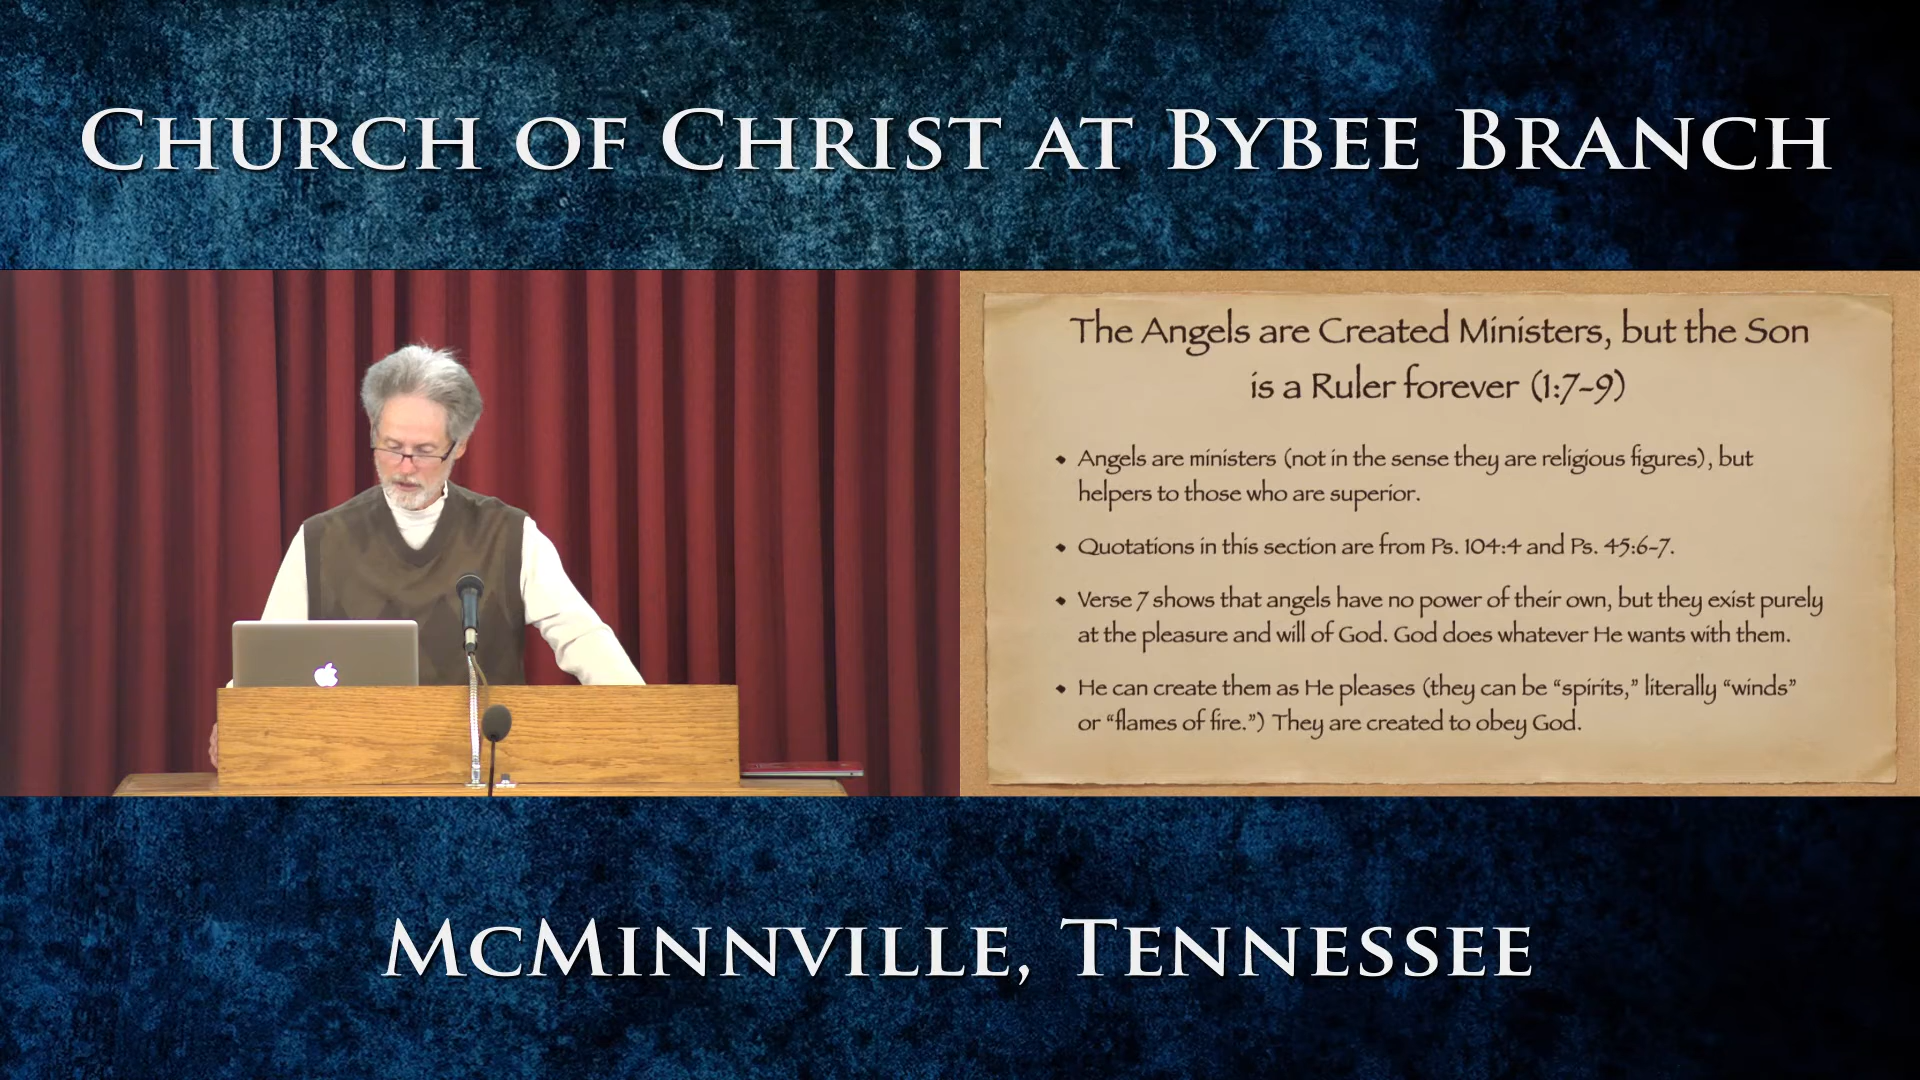 CHURCH OF CHRIST AT BYBEE BRANCH
The Angels are Created Ministers, but the Son
is a Ruler forever (1:7-9)
• Angels are ministers (not in the sense they are religious figures), but
helpers to those who are superior.
• Quotations in this section are from Ps. 104:4 and Ps. 45:6-7.
• Verse 7 shows that angels have no power of their own, but they exist purely
at the pleasure and will of God. God does whatever He wants with them.
• He can create them as He pleases (they can be “spirits,” literally “winds”
or “flames of fire.”) They are created to obey God.
MCMINNVILLE, TENNESSEE